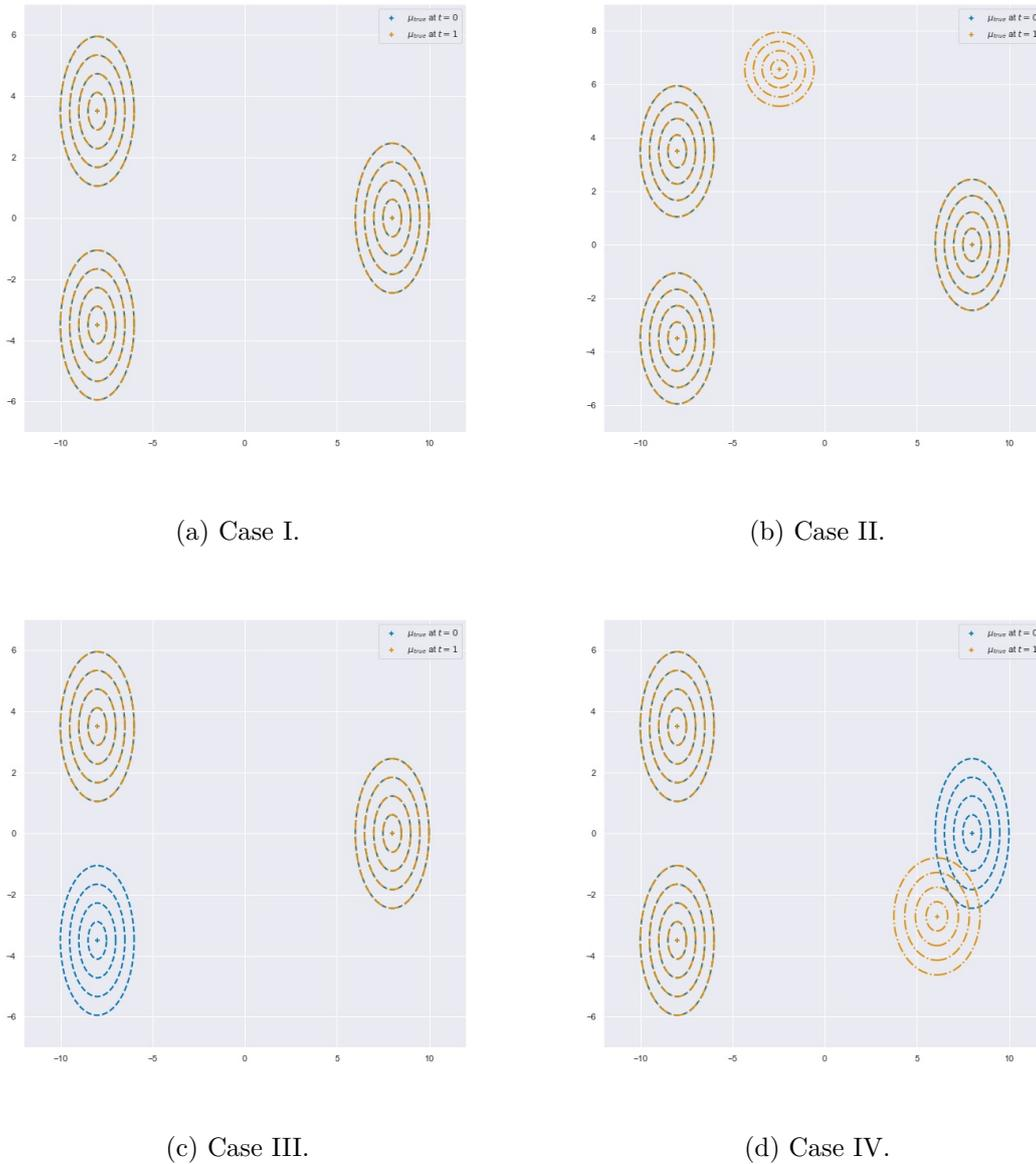 μtrue at t = 0
μtrue at t = 1
6
4
2
0
−2
−4
−6
−10 −5 0 5 10
(a) Case I.
μtrue at t = 0
μtrue at t = 1
8
6
4
2
0
−2
−4
−6
−10 −5 0 5 10
(b) Case II.
μtrue at t = 0
μtrue at t = 1
6
4
2
0
−2
−4
−6
−10 −5 0 5 10
(c) Case III.
μtrue at t = 0
μtrue at t = 1
6
4
2
0
−2
−4
−6
−10 −5 0 5 10
(d) Case IV.